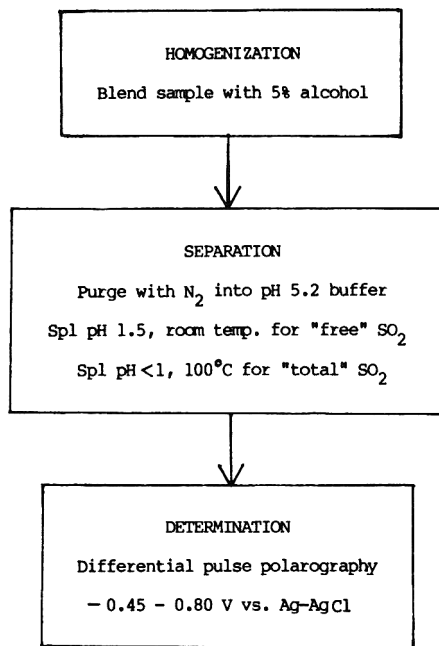 HOMOGENIZATION
Blend sample with 5% alcohol
SEPARATION
Purge with N₂ into pH 5.2 buffer
Spl pH 1.5, room temp. for "free" SO₂
Spl pH <1, 100°C for "total" SO₂
DETERMINATION
Differential pulse polarography
— 0.45 - 0.80 V vs. Ag-AgCl